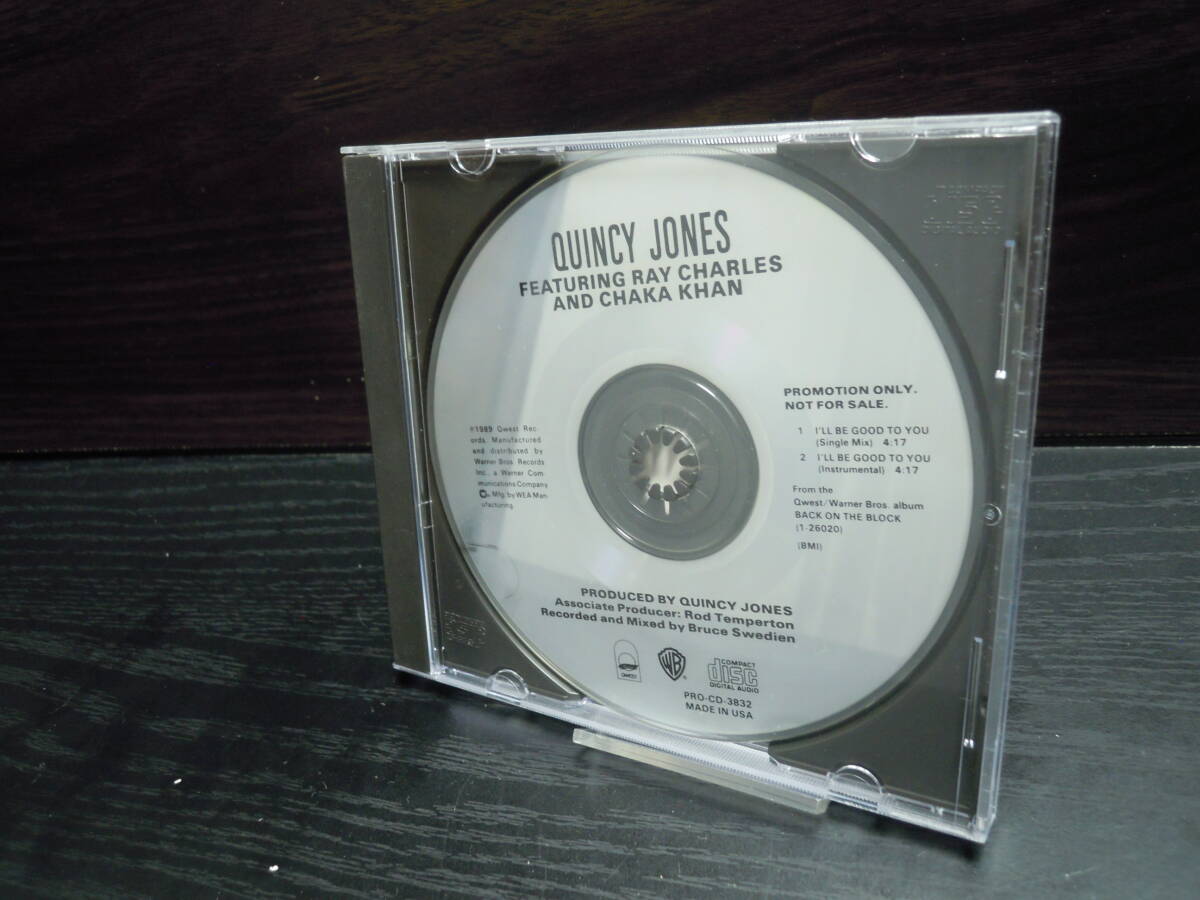 QUINCY JONES
FEATURING RAY CHARLES
AND CHAKA KHAN
PROMOTION ONLY.
NOT FOR SALE.
1 I'LL BE GOOD TO YOU
(Single Mix) 4:17
2 I'LL BE GOOD TO YOU
(Instrumental) 4:17
From the
Qwest/Warner Bros. album
BACK ON THE BLOCK
(1-26020)
(BMI)
℗1989 Qwest Rec-
ords. Manufactured
and distributed by
Warner Bros. Records
Inc., a Warner Com-
munications Company
Mfg. by WEA Man-
ufacturing.
PRODUCED BY QUINCY JONES
Associate Producer: Rod Temperton
Recorded and Mixed by Bruce Swedien
QWEST
WB
COMPACT
disc
DIGITAL AUDIO
PRO-CD-3832
MADE IN USA
COMPACT
disc
DIGITAL AUDIO